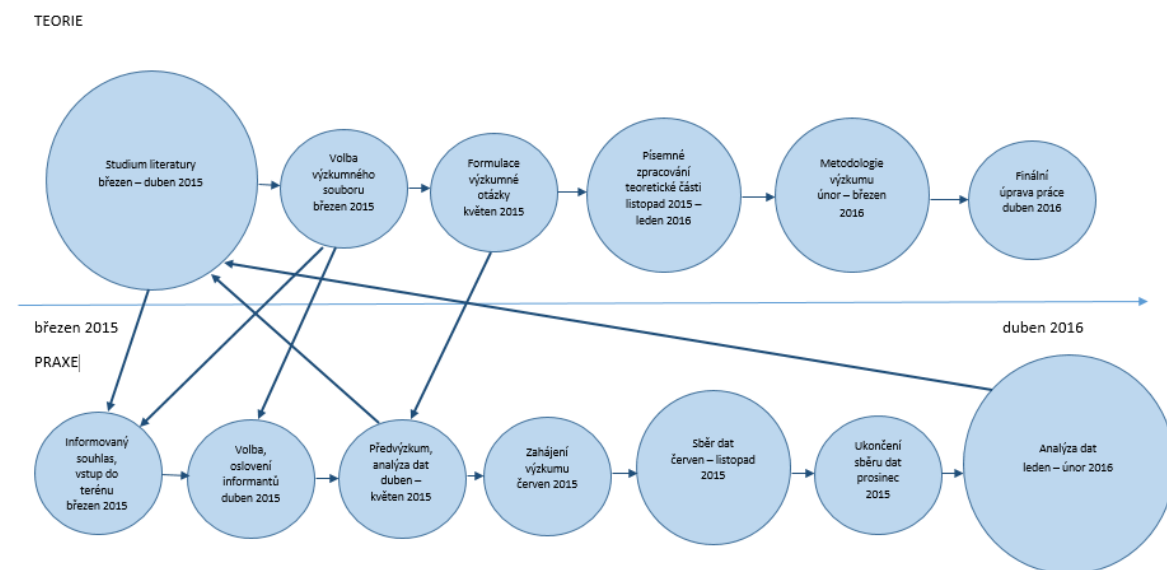 TEORIE
Studium literatury
březen – duben 2015
Volba
výzkumného
souboru
březen 2015
Formulace
výzkumné
otázky
květen 2015
Písemné
zpracování
teoretické části
listopad 2015 –
leden 2016
Metodologie
výzkumu
únor – březen
2016
Finální
úprava práce
duben 2016
březen 2015
duben 2016
PRAXE
Informovaný
souhlas,
vstup do
terénu
březen 2015
Volba,
oslovení
informantů
duben 2015
Předvýzkum,
analýza dat
duben –
květen 2015
Zahájení
výzkumu
červen 2015
Sběr dat
červen – listopad
2015
Ukončení
sběru dat
prosinec
2015
Analýza dat
leden – únor 2016